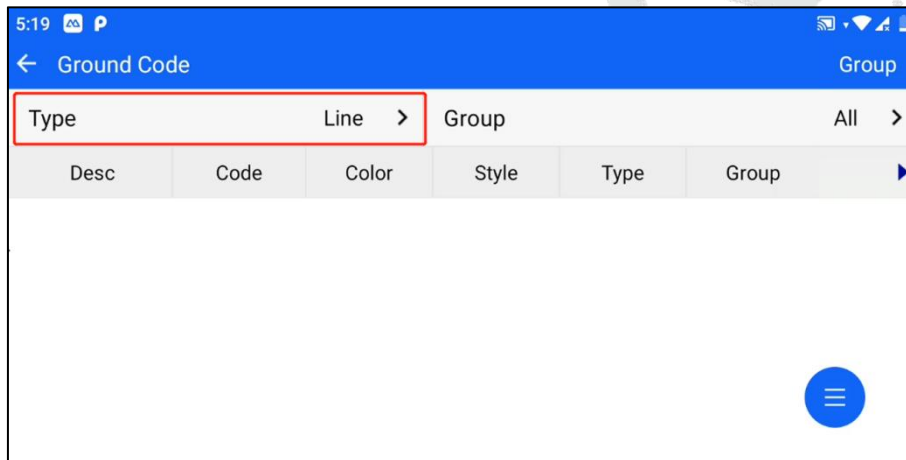 5:19
Ground Code Group
Type Line Group All
Desc Code Color Style Type Group